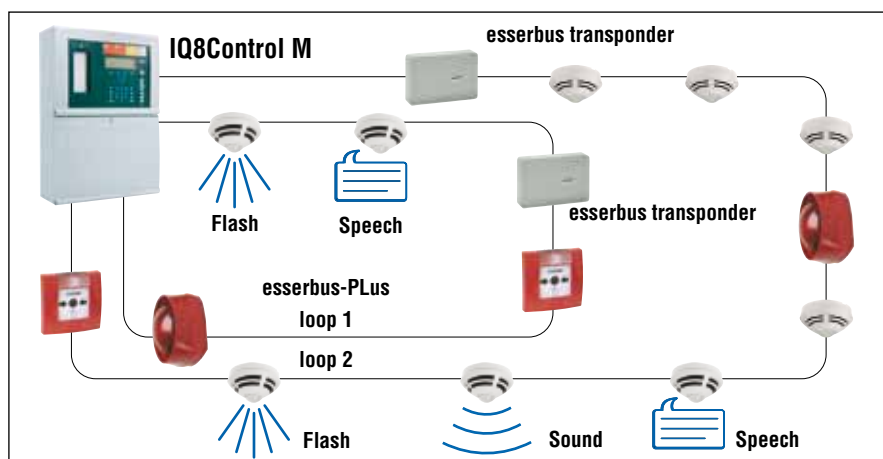 IQ8Control M
esserbus transponder
Flash
Speech
esserbus transponder
esserbus-PLus
loop 1
loop 2
Flash
Sound
Speech